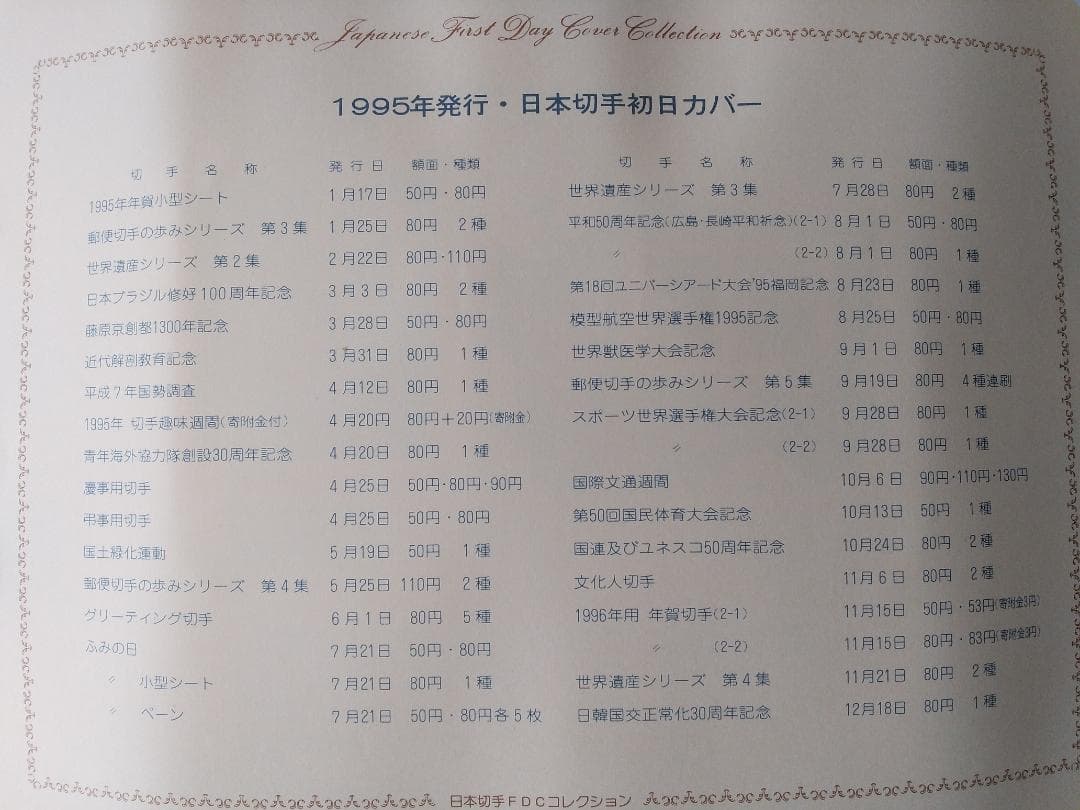 Japanese First Day Cover Collection
1995年発行・日本切手初日カバー
切手名称 発行日 額面・種類
1995年年賀小型シート 1月17日 50円・80円
郵便切手の歩みシリーズ 第3集 1月25日 80円 2種
世界遺産シリーズ 第2集 2月22日 80円・110円
日本ブラジル修好100周年記念 3月3日 80円 2種
藤原京創都1300年記念 3月28日 50円・80円
近代解剖教育記念 3月31日 80円 1種
平成7年国勢調査 4月12日 80円 1種
1995年 切手趣味週間(寄附金付) 4月20円 80円+20円(寄附金)
青年海外協力隊創設30周年記念 4月20日 80円 1種
慶事用切手 4月25日 50円・80円・90円
弔事用切手 4月25日 50円・80円
国土緑化運動 5月19日 50円 1種
郵便切手の歩みシリーズ 第4集 5月25日 110円 2種
グリーティング切手 6月1日 80円 5種
ふみの日 7月21日 50円・80円
〃 小型シート 7月21日 80円 1種
〃 ペーン 7月21日 50円・80円各5枚
切手名称 発行日 額面・種類
世界遺産シリーズ 第3集 7月28日 80円 2種
平和50周年記念(広島・長崎平和祈念)(2-1) 8月1日 50円・80円
〃 (2-2) 8月1日 80円 1種
第18回ユニバーシアード大会'95福岡記念 8月23日 80円 1種
模型航空世界選手権1995記念 8月25日 50円・80円
世界獣医学大会記念 9月1日 80円 1種
郵便切手の歩みシリーズ 第5集 9月19日 80円 4種連刷
スポーツ世界選手権大会記念(2-1) 9月28日 80円 1種
〃 (2-2) 9月28日 80円 1種
国際文通週間 10月6日 90円・110円・130円
第50回国民体育大会記念 10月13日 50円 1種
国連及びユネスコ50周年記念 10月24日 80円 2種
文化人切手 11月6日 80円 2種
1996年用 年賀切手(2-1) 11月15日 50円・53円(寄附金3円)
〃 (2-2) 11月15日 80円・83円(寄附金3円)
世界遺産シリーズ 第4集 11月21日 80円 2種
日韓国交正常化30周年記念 12月18日 80円 1種
日本切手FDCコレクション